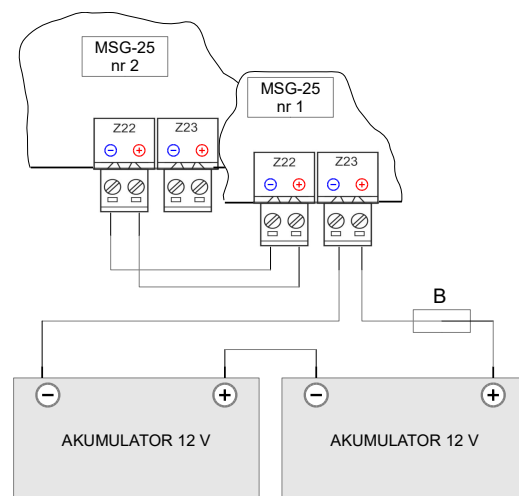 MSG-25
nr 2
MSG-25
nr 1
Z22
Z23
- + - +
Z22
Z23
- + - +
B
- + - +
AKUMULATOR 12 V
AKUMULATOR 12 V